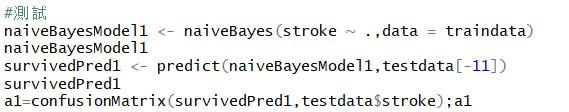 #測試
naiveBayesModel1 <- naiveBayes(stroke ~ .,data = traindata)
naiveBayesModel1
survivedPred1 <- predict(naiveBayesModel1,testdata[-11])
survivedPred1
a1=confusionMatrix(survivedPred1,testdata$stroke);a1